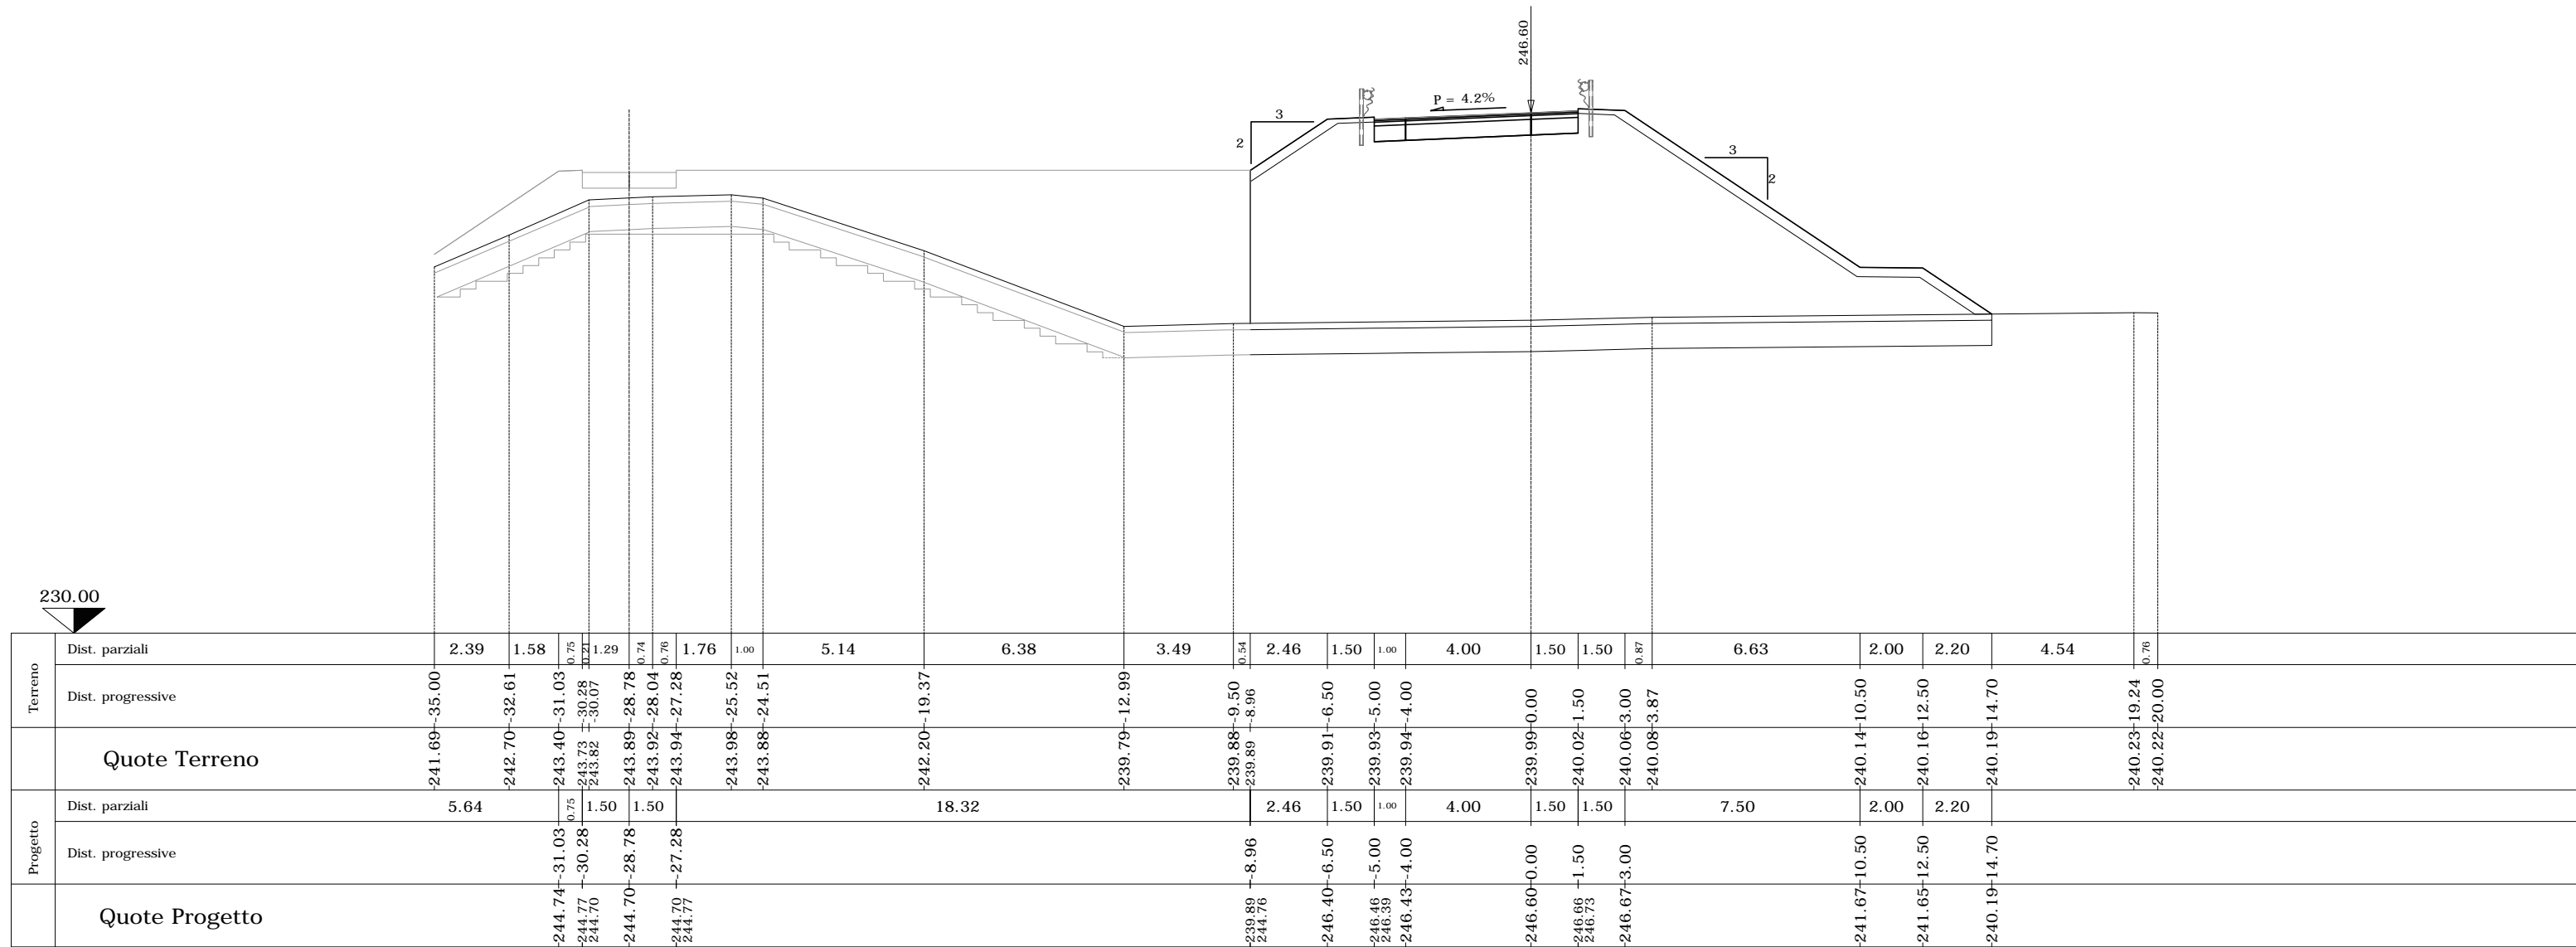 246.60
P = 4.2%
3
2
3
2
230.00
Terreno
Dist. parziali
2.39 1.58 0.75 0.21 1.29 0.74 0.76 1.76 1.00 5.14 6.38 3.49 0.54 2.46 1.50 1.00 4.00 1.50 1.50 0.87 6.63 2.00 2.20 4.54 0.76
Dist. progressive
-35.00 -32.61 -31.03 -30.28 -30.07 -28.78 -28.04 -27.28 -25.52 -24.51 -19.37 -12.99 -9.50 -8.96 -6.50 -5.00 -4.00 0.00 1.50 3.00 3.87 10.50 12.50 14.70 19.24 20.00
Quote Terreno
241.69 242.70 243.40 243.73 243.82 243.89 243.92 243.94 243.98 243.88 242.20 239.79 239.88 239.89 239.91 239.93 239.94 239.99 240.02 240.06 240.08 240.14 240.16 240.19 240.23 240.22
Progetto
Dist. parziali
5.64 0.75 1.50 1.50 18.32 2.46 1.50 1.00 4.00 1.50 1.50 7.50 2.00 2.20
Dist. progressive
-31.03 -30.28 -28.78 -27.28 -8.96 -6.50 -5.00 -4.00 0.00 1.50 3.00 10.50 12.50 14.70
Quote Progetto
244.74 244.77 244.70 244.70 244.70 244.77 239.89 244.76 246.40 246.46 246.39 246.43 246.60 246.66 246.73 246.67 241.67 241.65 240.19